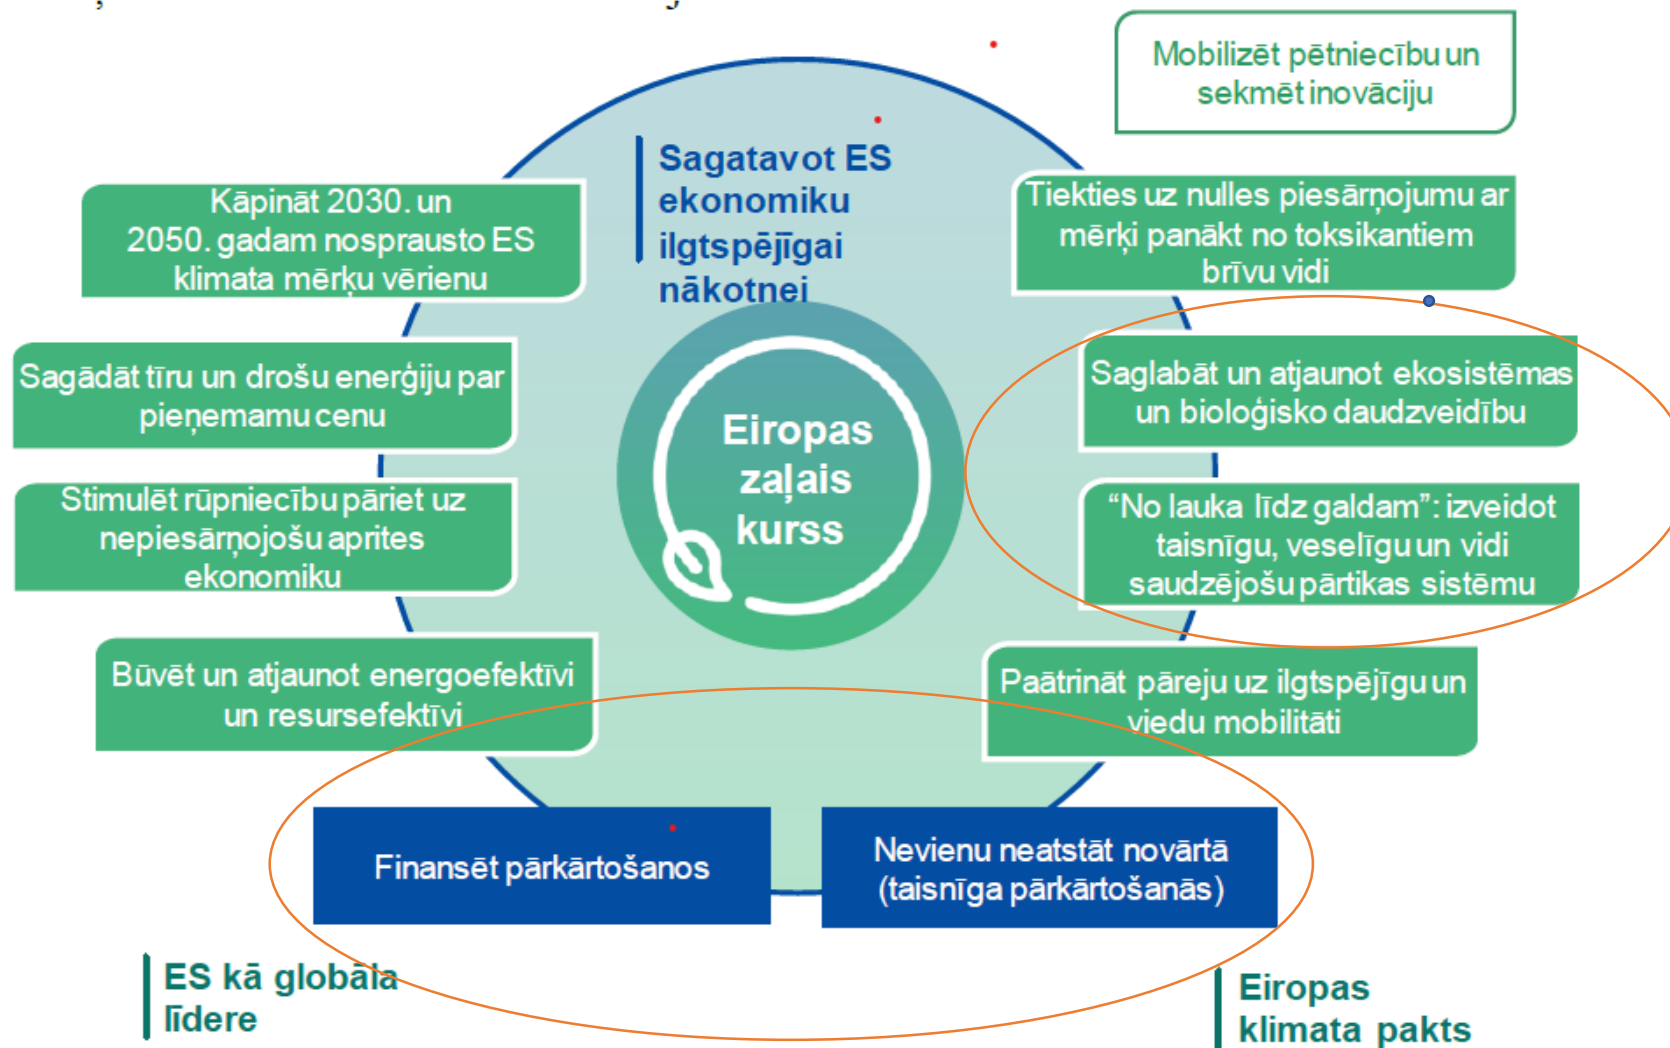 Mobilizēt pētniecību un
sekmēt inovāciju
Sagatavot ES
ekonomiku
ilgtspējīgai
nākotnei
Kāpināt 2030. un
2050. gadam nosprausto ES
klimata mērķu vērienu
Tiekties uz nulles piesārņojumu ar
mērķi panākt no toksikantiem
brīvu vidi
Sagādāt tīru un drošu enerģiju par
pieņemamu cenu
Saglabāt un atjaunot ekosistēmas
un bioloģisko daudzveidību
Eiropas
zaļais
kurss
Stimulēt rūpniecību pāriet uz
nepiesārņojošu aprites
ekonomiku
“No lauka līdz galdam”: izveidot
taisnīgu, veselīgu un vidi
saudzējošu pārtikas sistēmu
Būvēt un atjaunot energoefektīvi
un resursefektīvi
Paātrināt pāreju uz ilgtspējīgu un
viedu mobilitāti
Finansēt pārkārtošanos
Nevienu neatstāt novārtā
(taisnīga pārkārtošanās)
ES kā globāla
līdere
Eiropas
klimata pakts